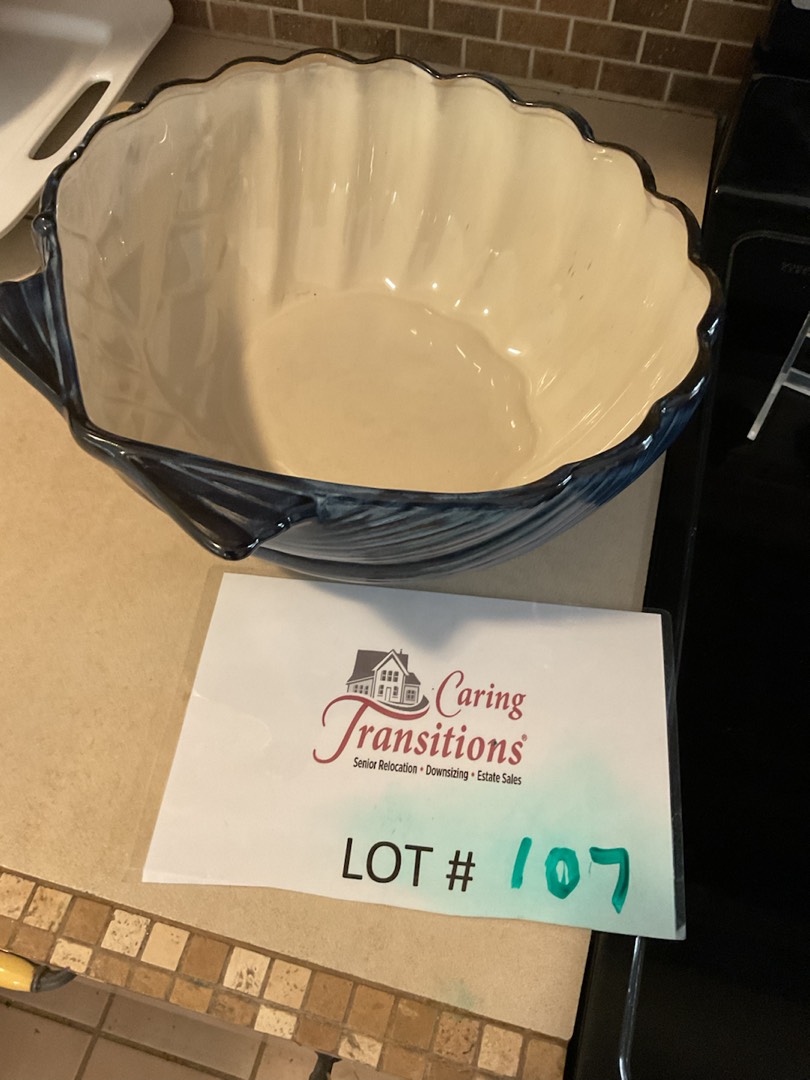 Caring
Transitions®
Senior Relocation • Downsizing • Estate Sales
LOT # 107